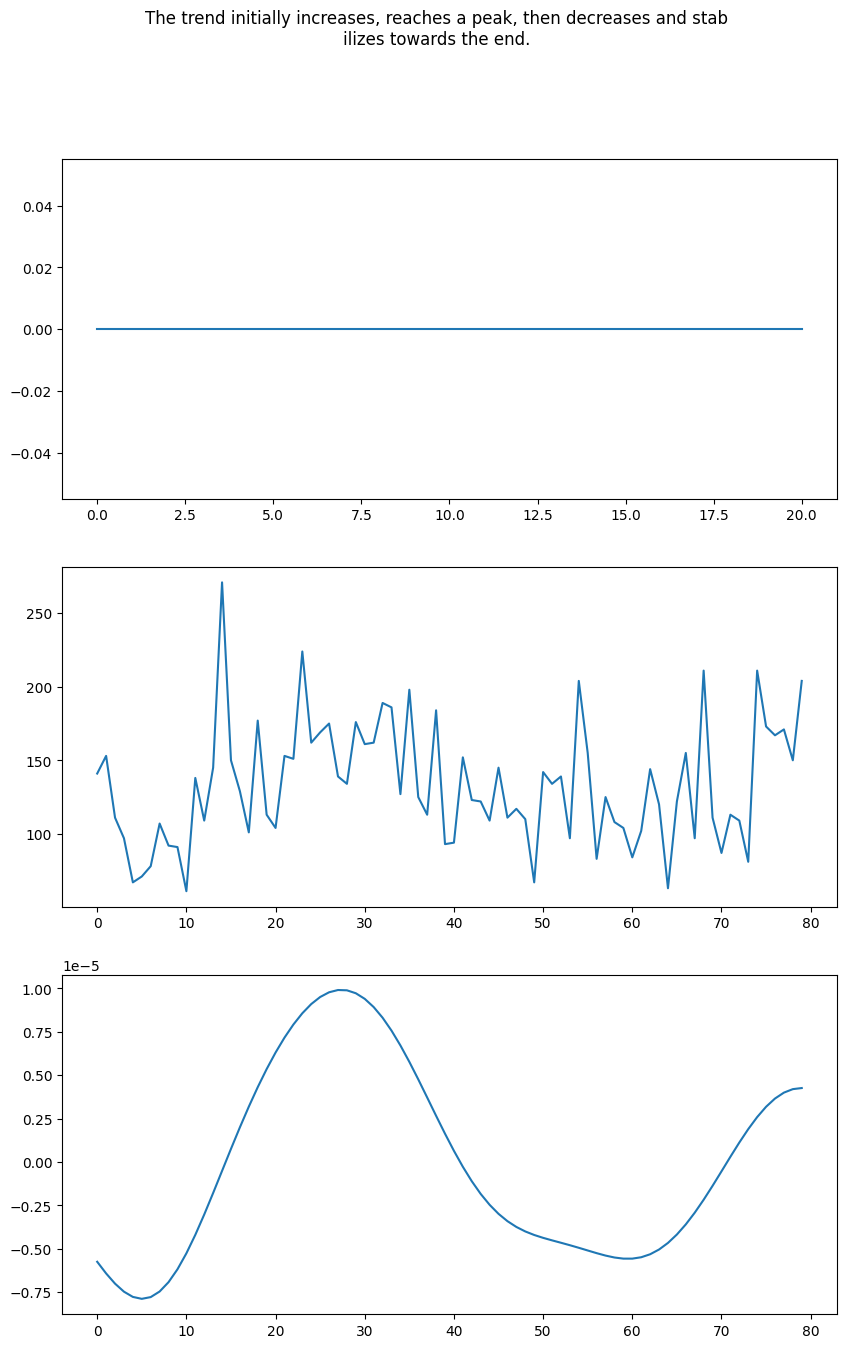 The trend initially increases, reaches a peak, then decreases and stab
ilizes towards the end.
0.04
0.02
0.00
−0.02
−0.04
0.0 2.5 5.0 7.5 10.0 12.5 15.0 17.5 20.0
250
200
150
100
0 10 20 30 40 50 60 70 80
1e−5
1.00
0.75
0.50
0.25
0.00
−0.25
−0.50
−0.75
0 10 20 30 40 50 60 70 80